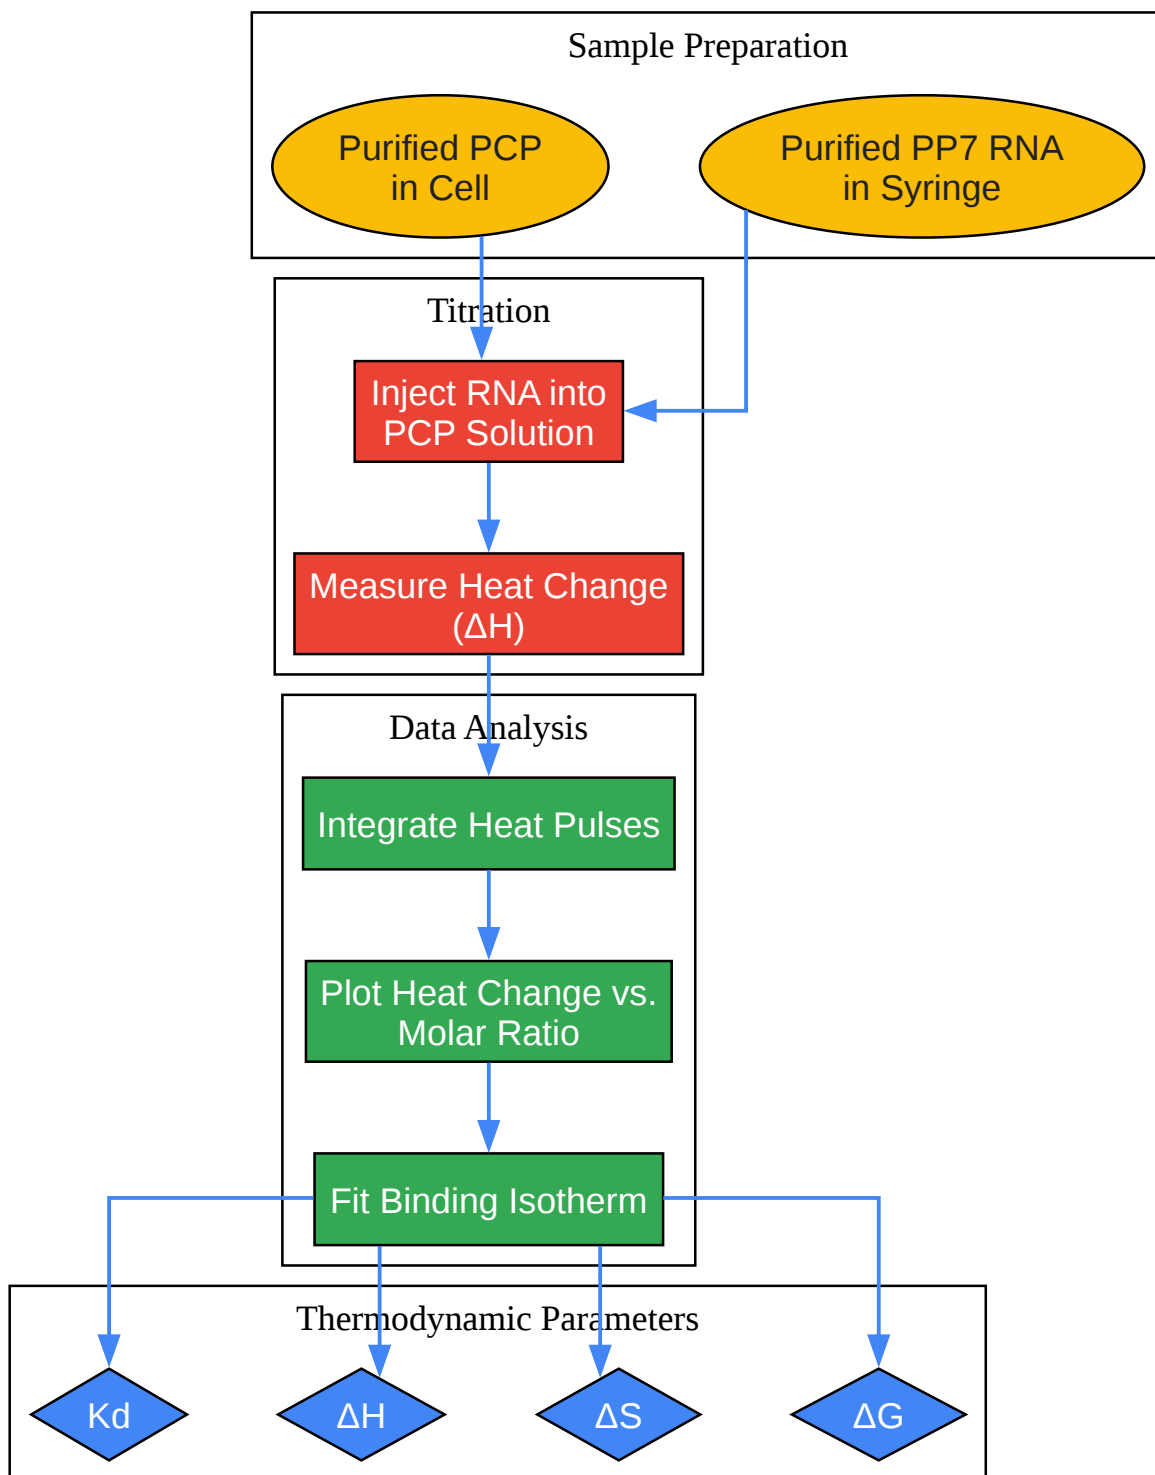 Sample Preparation
Purified PCP
in Cell
Purified PP7 RNA
in Syringe
Titration
Inject RNA into
PCP Solution
Measure Heat Change
(ΔH)
Data Analysis
Integrate Heat Pulses
Plot Heat Change vs.
Molar Ratio
Fit Binding Isotherm
Thermodynamic Parameters
Kd
ΔH
ΔS
ΔG